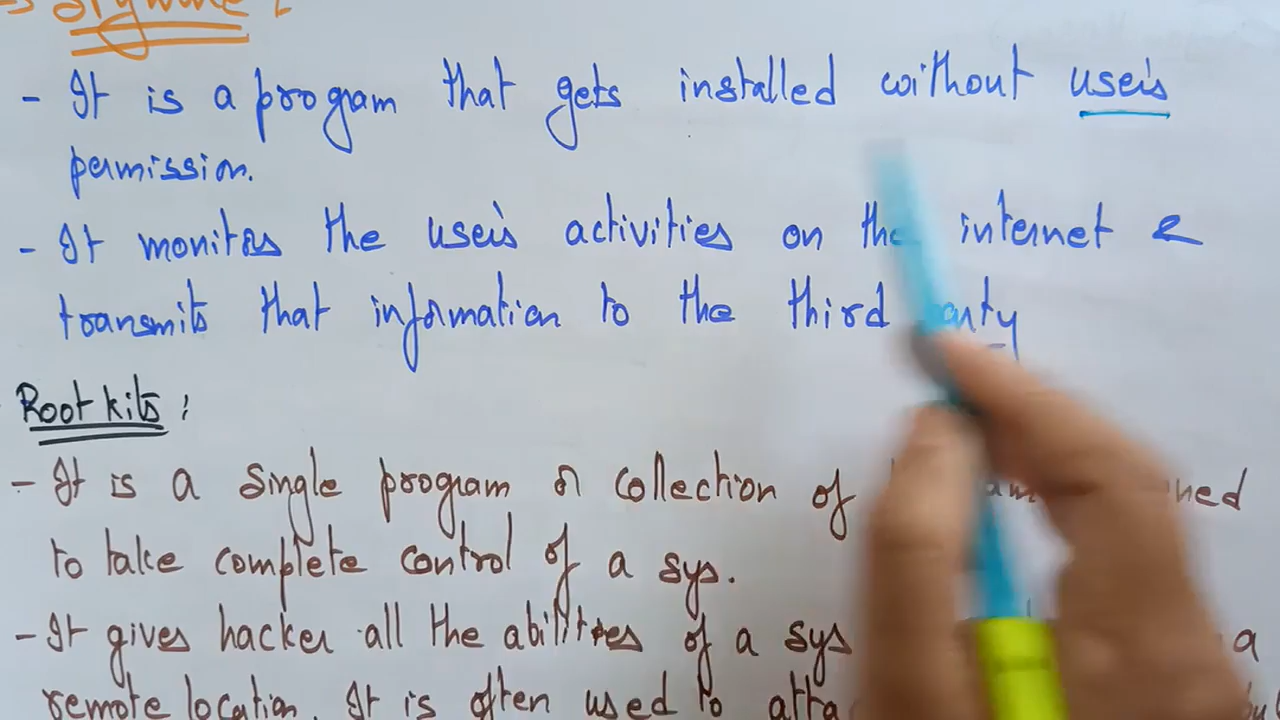 - It is a program that gets installed without user's
permission.
- It monitors the user's activities on the internet &
transmits that information to the third party
Root kits :
- It is a single program or collection of
to take complete control of a sys.
- It gives hacker all the abilities of a sys a
remote location. It is often used to